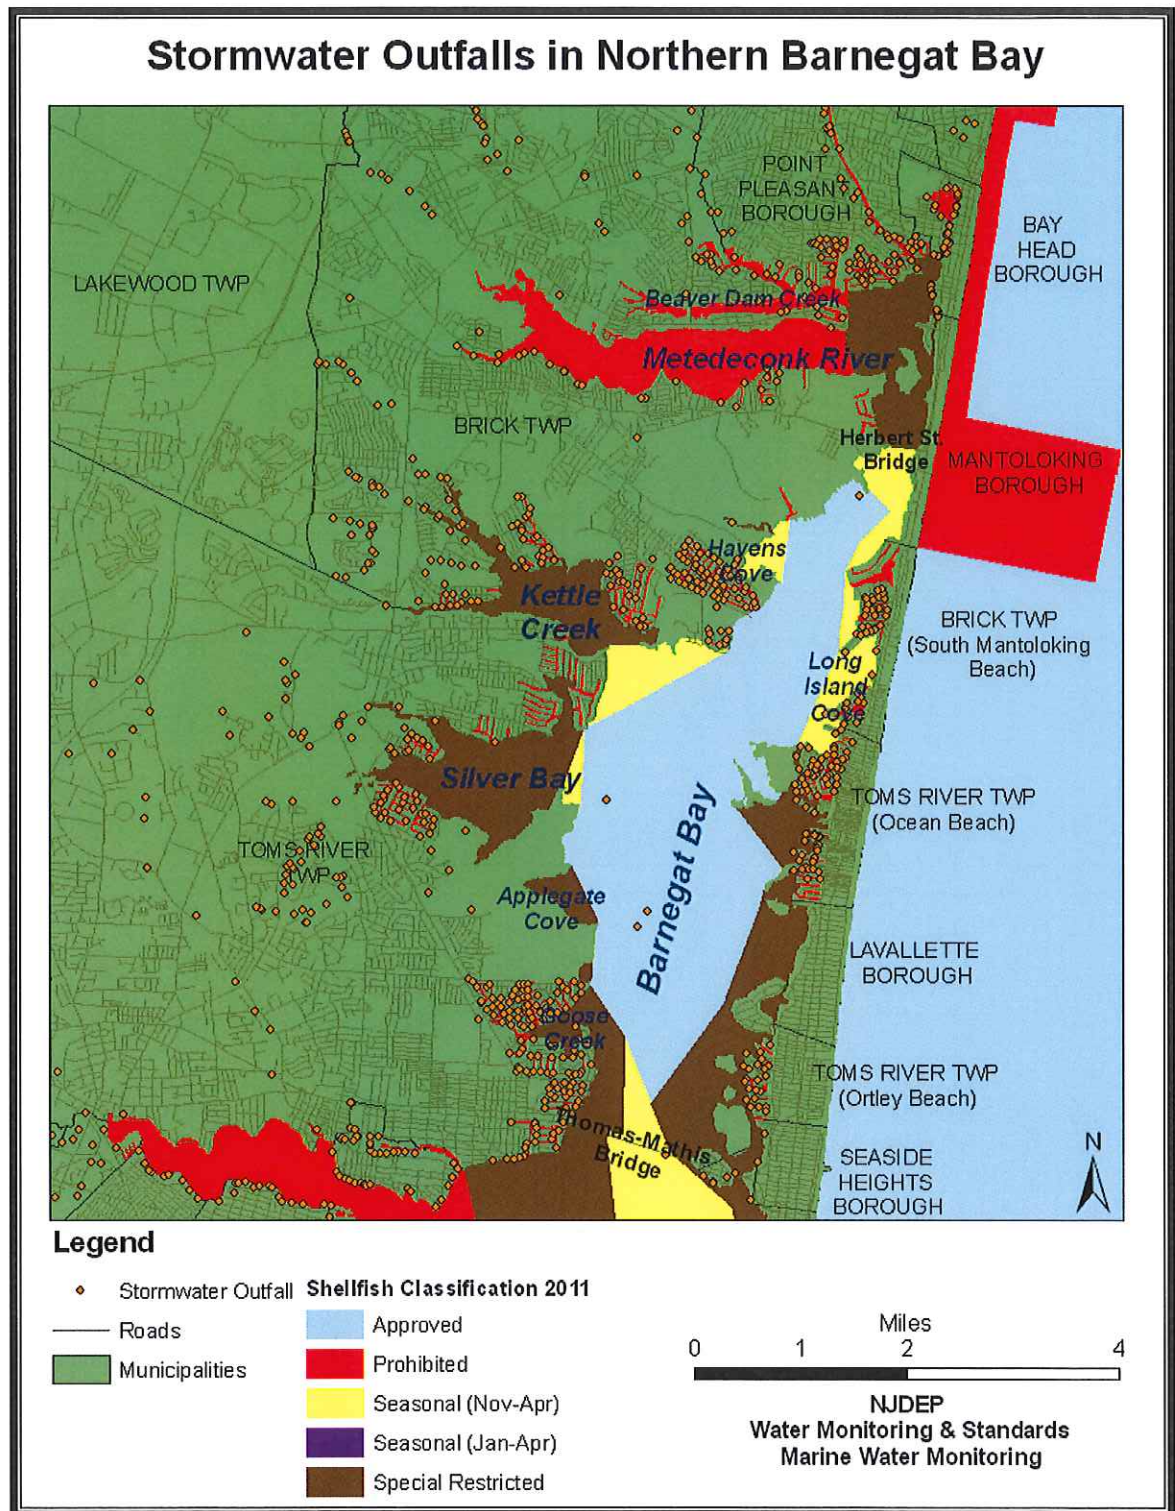 Stormwater Outfalls in Northern Barnegat Bay
POINT
PLEASANT
BOROUGH
BAY
HEAD
BOROUGH
LAKEWOOD TWP
Beaver Dam Creek
Metedeconk River
BRICK TWP
Herbert St.
Bridge
MANTOLOKING
BOROUGH
Havens
Cove
Kettle
Creek
BRICK TWP
(South Mantoloking
Beach)
Long
Island
Cove
Silver Bay
TOMS RIVER TWP
(Ocean Beach)
TOMS RIVER
TWP
Barnegat Bay
Applegate
Cove
LAVALLETTE
BOROUGH
Goose
Creek
TOMS RIVER TWP
(Ortley Beach)
Thomas-Mathis
Bridge
SEASIDE
HEIGHTS
BOROUGH
N
Legend
Stormwater Outfall
Roads
Municipalities
Shellfish Classification 2011
Approved
Prohibited
Seasonal (Nov-Apr)
Seasonal (Jan-Apr)
Special Restricted
Miles
0 1 2 4
NJDEP
Water Monitoring & Standards
Marine Water Monitoring